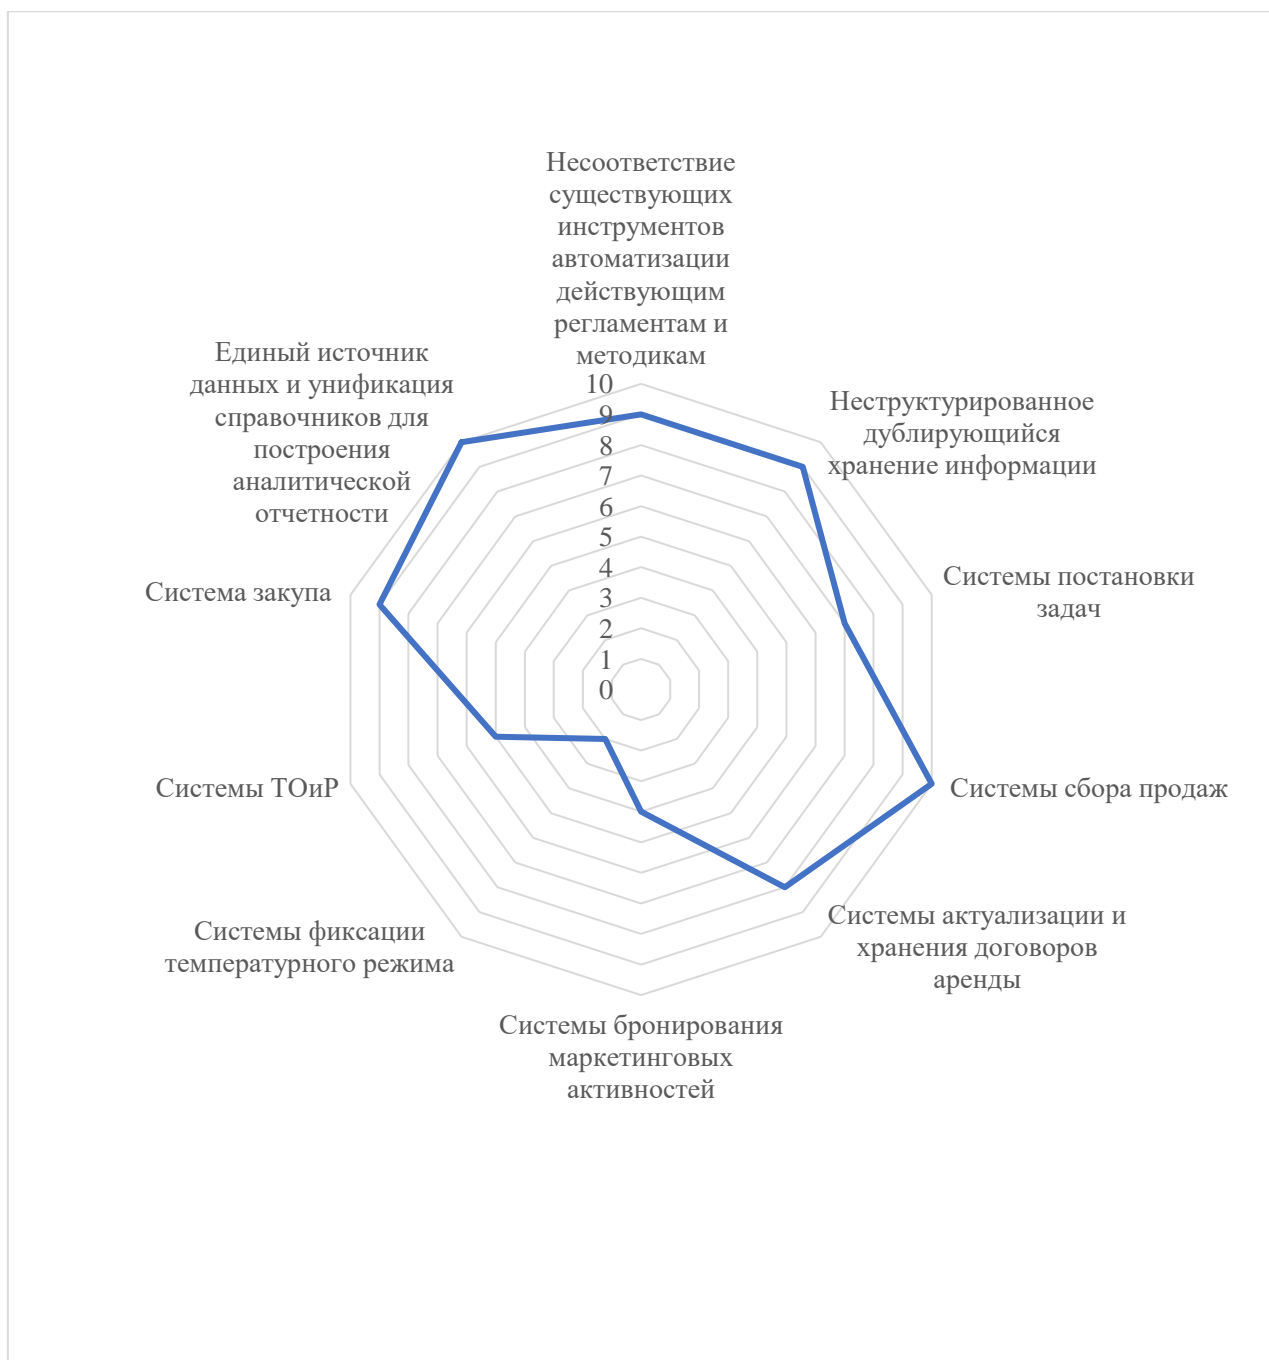 Несоответствие
существующих
инструментов
автоматизации
действующим
регламентам и
методикам
Неструктурированное
дублирующийся
хранение информации
Системы постановки
задач
Системы сбора продаж
Системы актуализации и
хранения договоров
аренды
Системы бронирования
маркетинговых
активностей
Системы фиксации
температурного режима
Системы ТОиР
Система закупа
Единый источник
данных и унификация
справочников для
построения
аналитической
отчетности
10
9
8
7
6
5
4
3
2
1
0